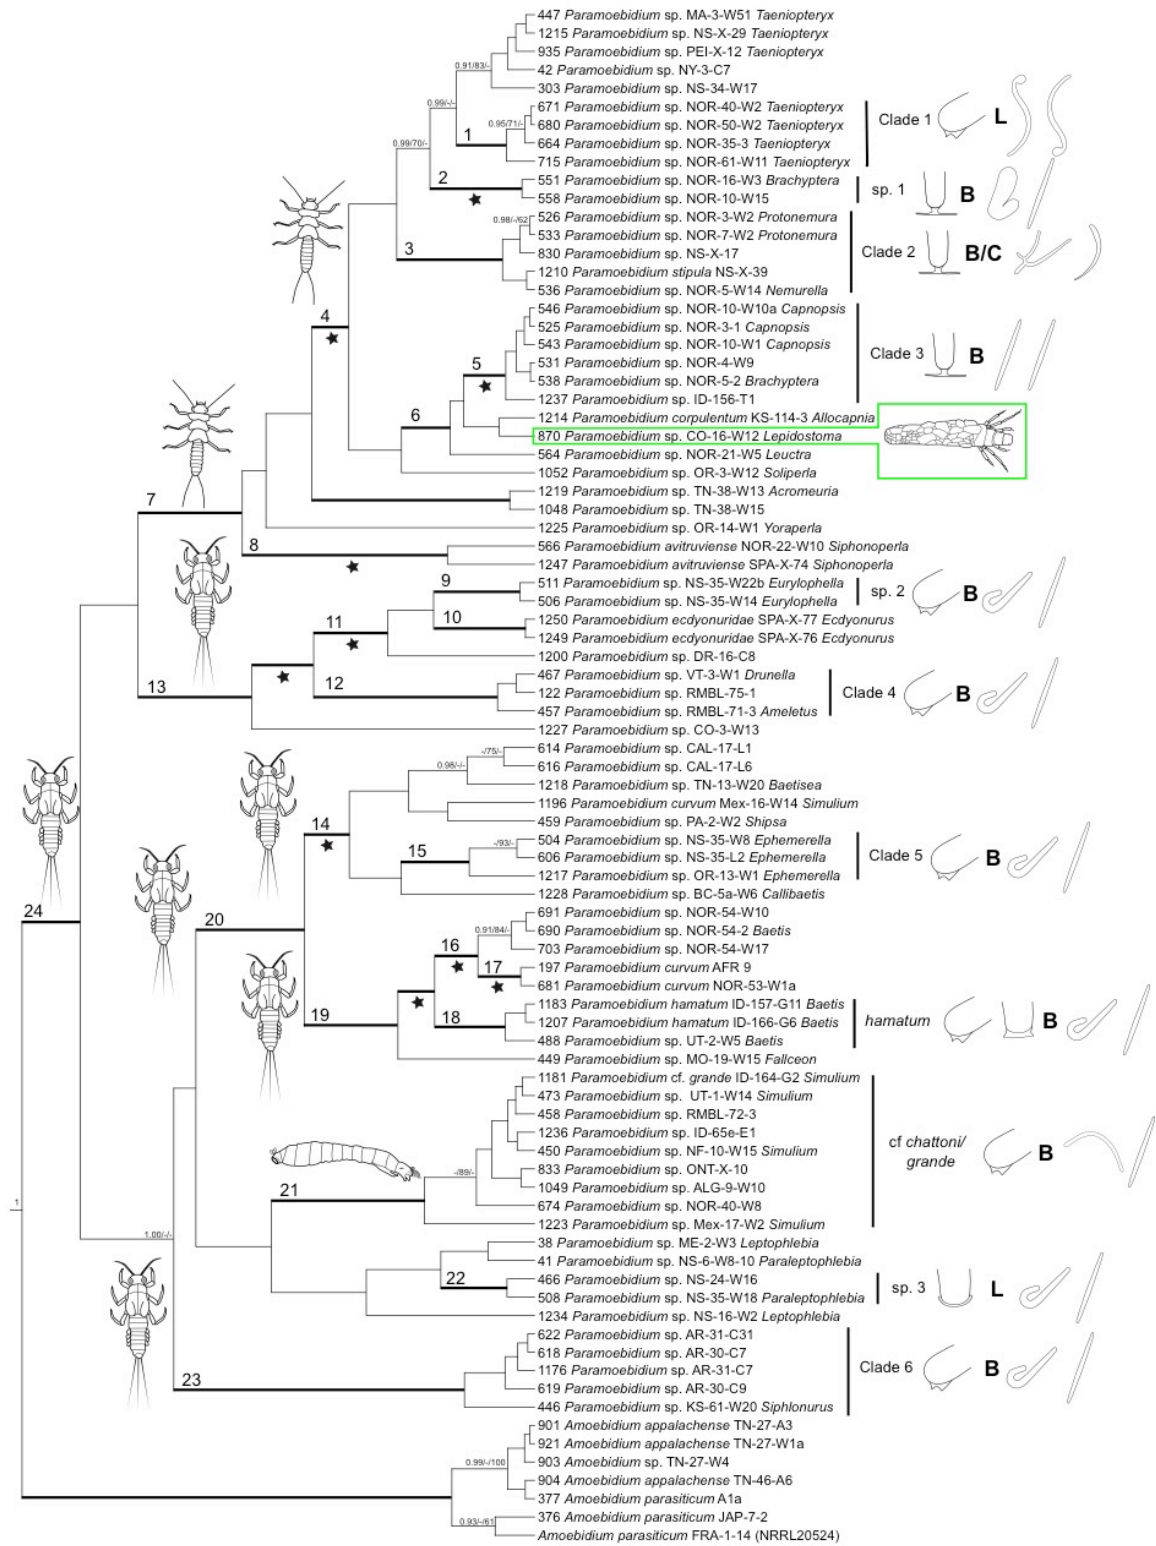 447 Paramoebidium sp. MA-3-W51 Taeniopteryx
1215 Paramoebidium sp. NS-X-29 Taeniopteryx
935 Paramoebidium sp. PEI-X-12 Taeniopteryx
0.91/83/-
42 Paramoebidium sp. NY-3-C7
303 Paramoebidium sp. NS-34-W17
0.99/-/-
671 Paramoebidium sp. NOR-40-W2 Taeniopteryx
0.95/71/-
680 Paramoebidium sp. NOR-50-W2 Taeniopteryx
Clade 1 L
1
664 Paramoebidium sp. NOR-35-3 Taeniopteryx
0.99/70/-
715 Paramoebidium sp. NOR-61-W11 Taeniopteryx
2
551 Paramoebidium sp. NOR-16-W3 Brachyptera
sp. 1 B
558 Paramoebidium sp. NOR-10-W15
0.98/-/62
526 Paramoebidium sp. NOR-3-W2 Protonemura
533 Paramoebidium sp. NOR-7-W2 Protonemura
3
830 Paramoebidium sp. NS-X-17
Clade 2 B/C
1210 Paramoebidium stipula NS-X-39
536 Paramoebidium sp. NOR-5-W14 Nemurella
546 Paramoebidium sp. NOR-10-W10a Capnopsis
4
525 Paramoebidium sp. NOR-3-1 Capnopsis
543 Paramoebidium sp. NOR-10-W1 Capnopsis
Clade 3 B
5
531 Paramoebidium sp. NOR-4-W9
538 Paramoebidium sp. NOR-5-2 Brachyptera
1237 Paramoebidium sp. ID-156-T1
6
1214 Paramoebidium corpulentum KS-114-3 Allocapnia
870 Paramoebidium sp. CO-16-W12 Lepidostoma
564 Paramoebidium sp. NOR-21-W5 Leuctra
1052 Paramoebidium sp. OR-3-W12 Soliperla
7
1219 Paramoebidium sp. TN-38-W13 Acromeuria
1048 Paramoebidium sp. TN-38-W15
1225 Paramoebidium sp. OR-14-W1 Yoraperla
8
566 Paramoebidium avitruviense NOR-22-W10 Siphonoperla
1247 Paramoebidium avitruviense SPA-X-74 Siphonoperla
9
511 Paramoebidium sp. NS-35-W22b Eurylophella
sp. 2 B
506 Paramoebidium sp. NS-35-W14 Eurylophella
10
1250 Paramoebidium ecdyonuridae SPA-X-77 Ecdyonurus
11
1249 Paramoebidium ecdyonuridae SPA-X-76 Ecdyonurus
1200 Paramoebidium sp. DR-16-C8
467 Paramoebidium sp. VT-3-W1 Drunella
13
12
122 Paramoebidium sp. RMBL-75-1
Clade 4 B
457 Paramoebidium sp. RMBL-71-3 Ameletus
1227 Paramoebidium sp. CO-3-W13
-/75/-
614 Paramoebidium sp. CAL-17-L1
0.98/-/-
616 Paramoebidium sp. CAL-17-L6
1218 Paramoebidium sp. TN-13-W20 Baetisea
1196 Paramoebidium curvum Mex-16-W14 Simulium
14
459 Paramoebidium sp. PA-2-W2 Shipsa
-/93/-
504 Paramoebidium sp. NS-35-W8 Ephemerella
15
606 Paramoebidium sp. NS-35-L2 Ephemerella
Clade 5 B
1217 Paramoebidium sp. OR-13-W1 Ephemerella
1228 Paramoebidium sp. BC-5a-W6 Callibaetis
24
20
691 Paramoebidium sp. NOR-54-W10
0.91/84/-
690 Paramoebidium sp. NOR-54-2 Baetis
16
703 Paramoebidium sp. NOR-54-W17
17
197 Paramoebidium curvum AFR 9
681 Paramoebidium curvum NOR-53-W1a
1183 Paramoebidium hamatum ID-157-G11 Baetis
19
18
1207 Paramoebidium hamatum ID-166-G6 Baetis
hamatum B
488 Paramoebidium sp. UT-2-W5 Baetis
449 Paramoebidium sp. MO-19-W15 Fallceon
1181 Paramoebidium cf. grande ID-164-G2 Simulium
473 Paramoebidium sp. UT-1-W14 Simulium
458 Paramoebidium sp. RMBL-72-3
1236 Paramoebidium sp. ID-65e-E1
cf chattoni/
grande B
450 Paramoebidium sp. NF-10-W15 Simulium
-/89/-
833 Paramoebidium sp. ONT-X-10
21
1049 Paramoebidium sp. ALG-9-W10
1
674 Paramoebidium sp. NOR-40-W8
1223 Paramoebidium sp. Mex-17-W2 Simulium
1.00/-/-
38 Paramoebidium sp. ME-2-W3 Leptophlebia
41 Paramoebidium sp. NS-6-W8-10 Paraleptophlebia
22
466 Paramoebidium sp. NS-24-W16
sp. 3 L
508 Paramoebidium sp. NS-35-W18 Paraleptophlebia
1234 Paramoebidium sp. NS-16-W2 Leptophlebia
622 Paramoebidium sp. AR-31-C31
618 Paramoebidium sp. AR-30-C7
23
1176 Paramoebidium sp. AR-31-C7
Clade 6 B
619 Paramoebidium sp. AR-30-C9
446 Paramoebidium sp. KS-61-W20 Siphlonurus
901 Amoebidium appalachense TN-27-A3
921 Amoebidium appalachense TN-27-W1a
0.99/-/100
903 Amoebidium sp. TN-27-W4
904 Amoebidium appalachense TN-46-A6
377 Amoebidium parasiticum A1a
376 Amoebidium parasiticum JAP-7-2
0.93/-/61
Amoebidium parasiticum FRA-1-14 (NRRL20524)